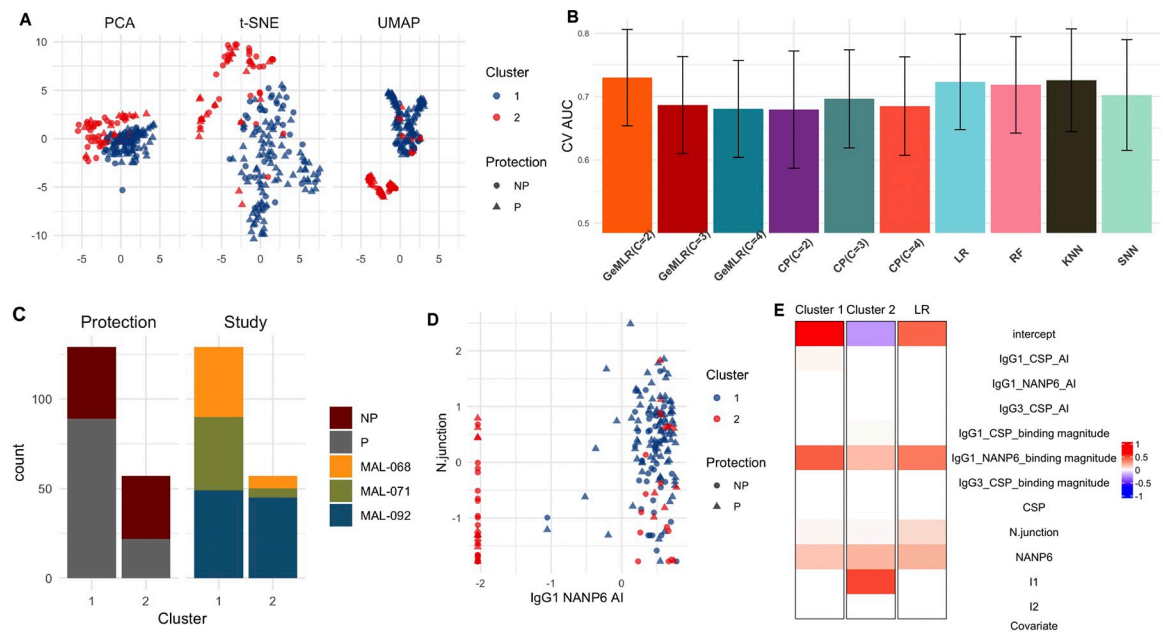 A
PCA
t-SNE
UMAP
10
5
0
-5
-10
-5 0 5
-5 0 5
-5 0 5
Cluster
1
2
Protection
NP
P
B
CV AUC
0.8
0.7
0.6
0.5
GeMLR(C=2)
GeMLR(C=3)
GeMLR(C=4)
CP(C=2)
CP(C=3)
CP(C=4)
LR
RF
KNN
SNN
C
Protection
Study
count
100
50
0
1 2
1 2
Cluster
NP
P
MAL-068
MAL-071
MAL-092
D
N.junction
2
1
0
-1
-2 -1 0
IgG1 NANP6 AI
Cluster
1
2
Protection
NP
P
E
Cluster 1 Cluster 2 LR
intercept
IgG1_CSP_AI
IgG1_NANP6_AI
IgG3_CSP_AI
IgG1_CSP_binding magnitude
IgG1_NANP6_binding magnitude
IgG3_CSP_binding magnitude
CSP
N.junction
NANP6
I1
I2
Covariate
1
0.5
0
-0.5
-1